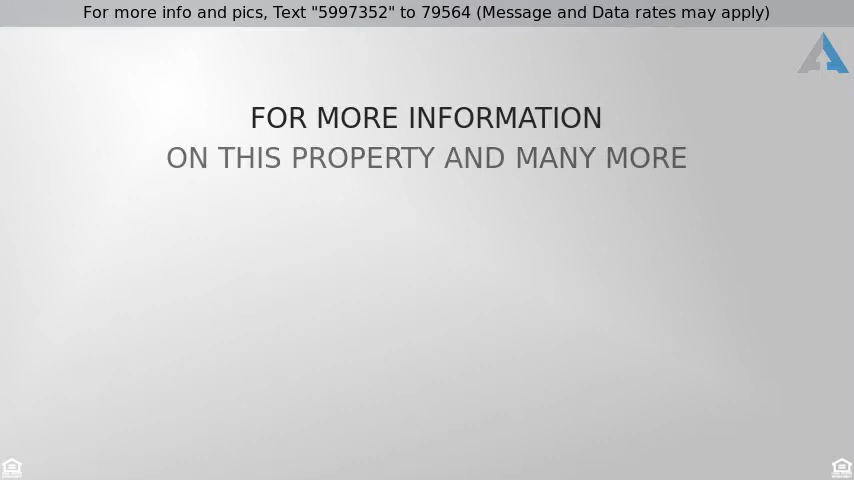 For more info and pics, Text "5997352" to 79564 (Message and Data rates may apply)
FOR MORE INFORMATION
ON THIS PROPERTY AND MANY MORE